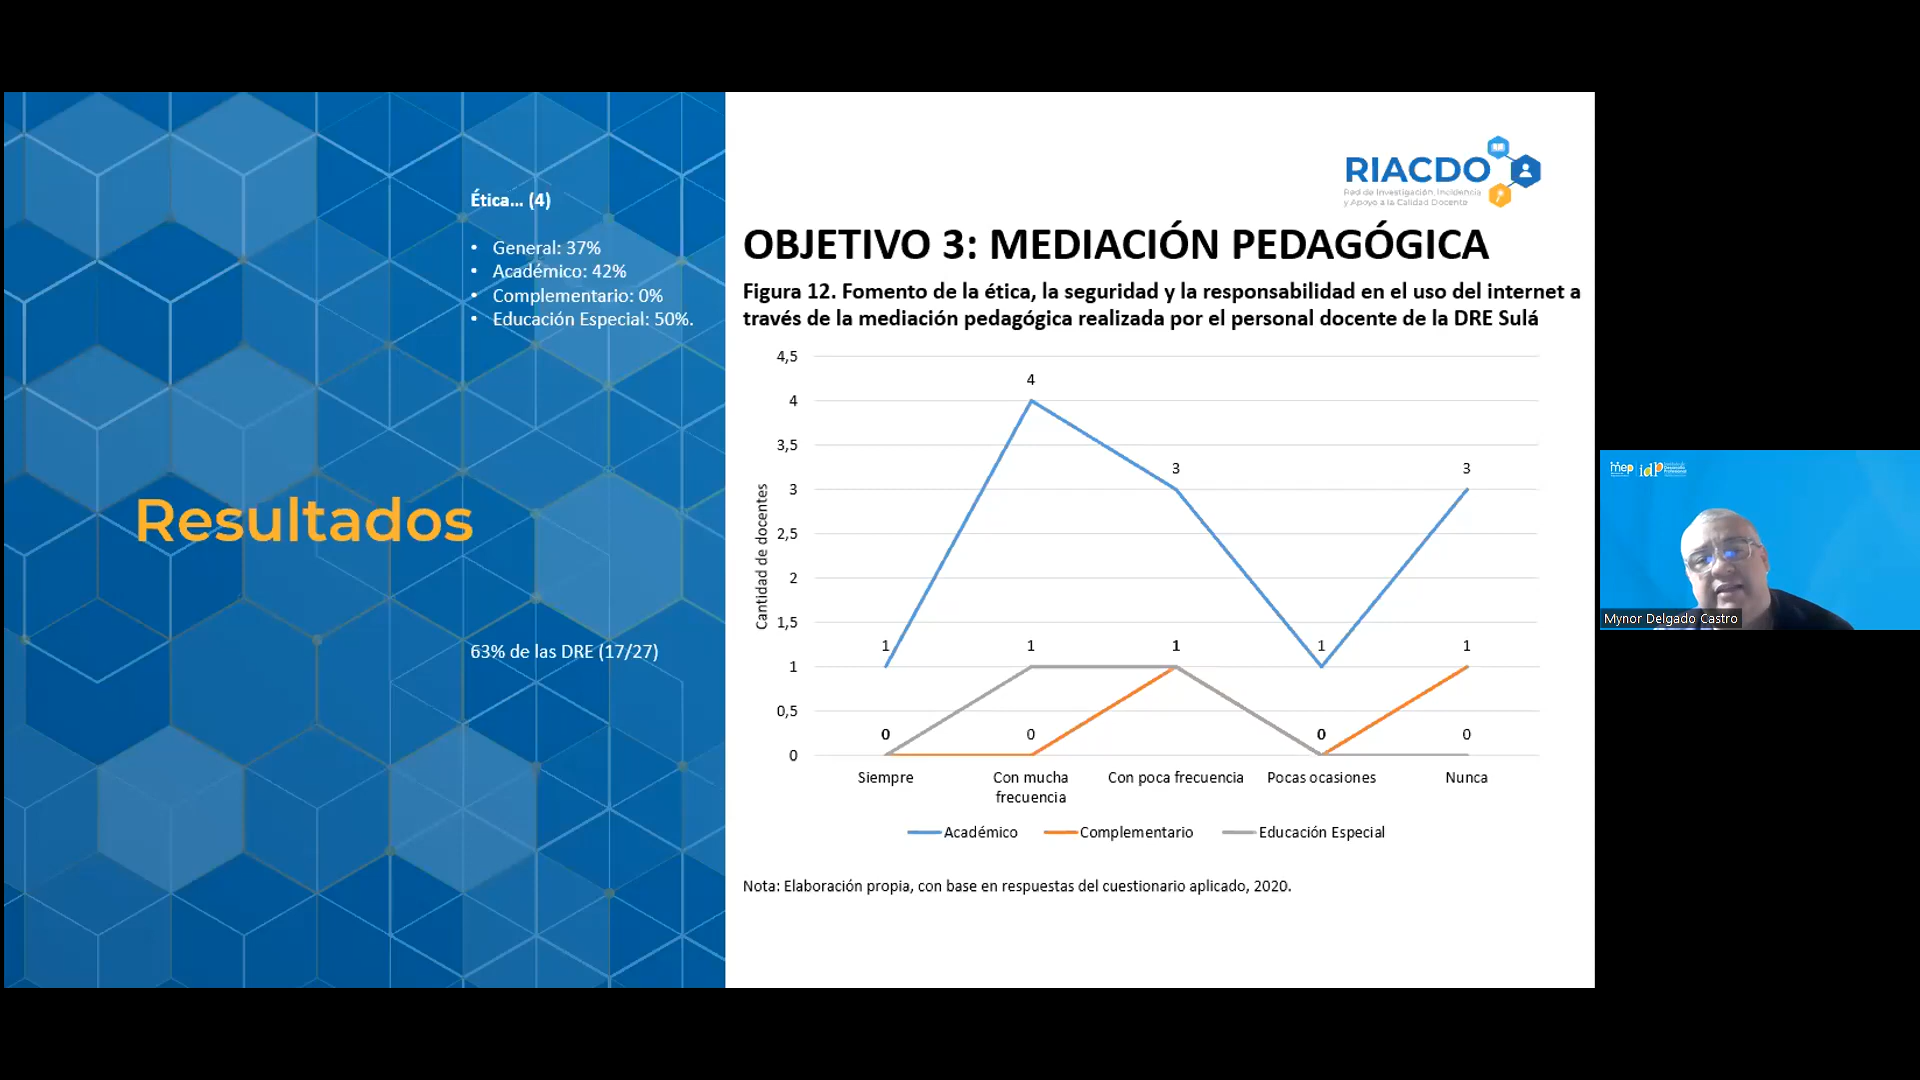 Ética... (4)
• General: 37%
• Académico: 42%
• Complementario: 0%
• Educación Especial: 50%.
Resultados
63% de las DRE (17/27)
RIACDO
Red de Investigación, Incidencia
y Apoyo a la Calidad Docente
OBJETIVO 3: MEDIACIÓN PEDAGÓGICA
Figura 12. Fomento de la ética, la seguridad y la responsabilidad en el uso del internet a
través de la mediación pedagógica realizada por el personal docente de la DRE Sulá
Cantidad de docentes
4,5
4
3,5
3
2,5
2
1,5
1
0,5
0
4
3
3
1
1
1
1
1
0
0
0
0
Siempre
Con mucha
frecuencia
Con poca frecuencia
Pocas ocasiones
Nunca
Académico
Complementario
Educación Especial
Nota: Elaboración propia, con base en respuestas del cuestionario aplicado, 2020.
mep
idp
Mynor Delgado Castro